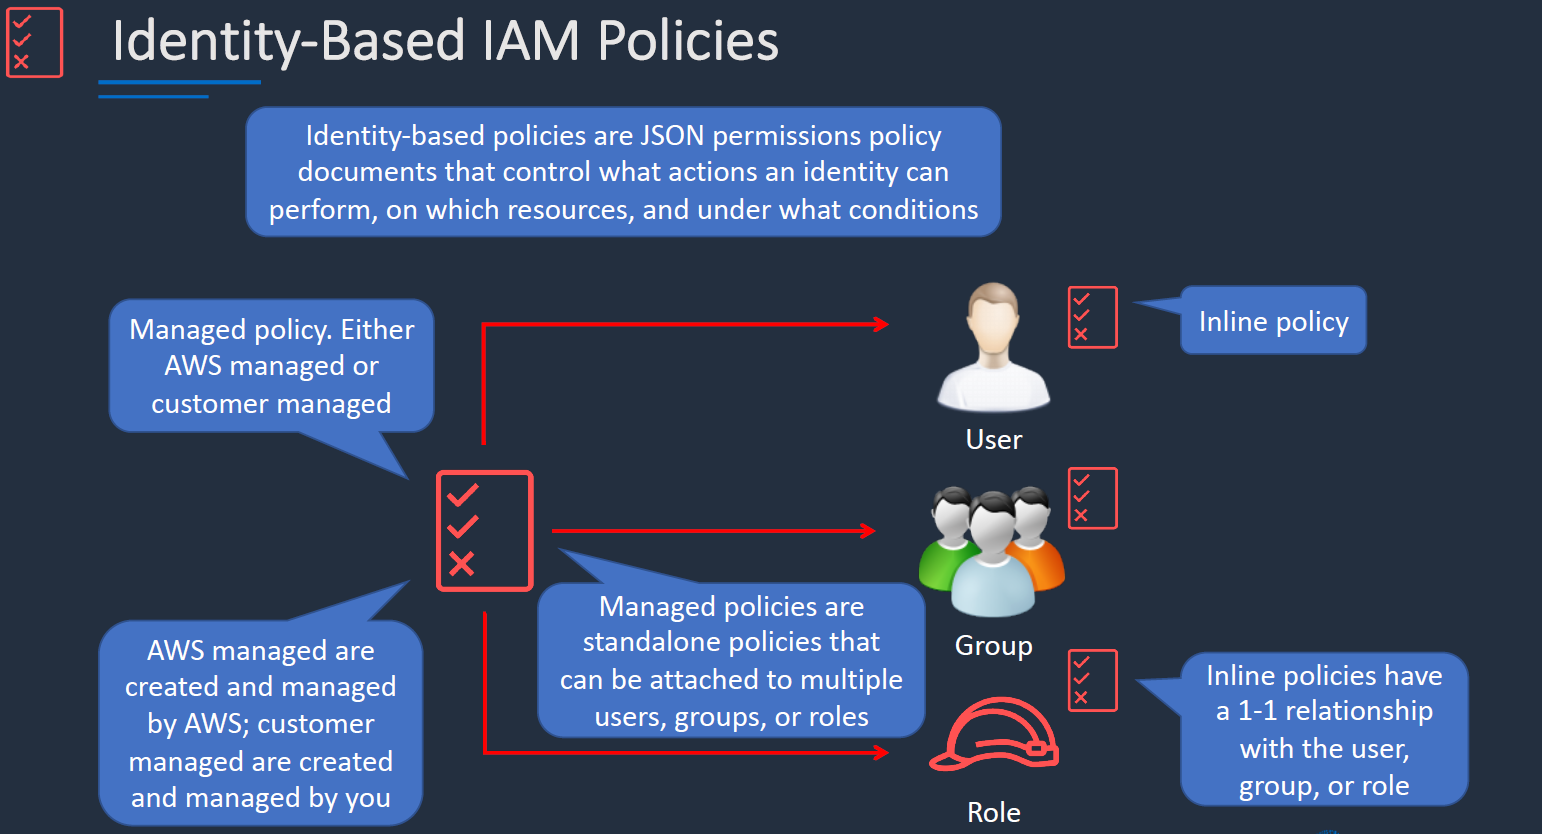 Identity-Based IAM Policies
Identity-based policies are JSON permissions policy
documents that control what actions an identity can
perform, on which resources, and under what conditions
Managed policy. Either
AWS managed or
customer managed
Inline policy
User
Group
AWS managed are
created and managed
by AWS; customer
managed are created
and managed by you
Managed policies are
standalone policies that
can be attached to multiple
users, groups, or roles
Inline policies have
a 1-1 relationship
with the user,
group, or role
Role